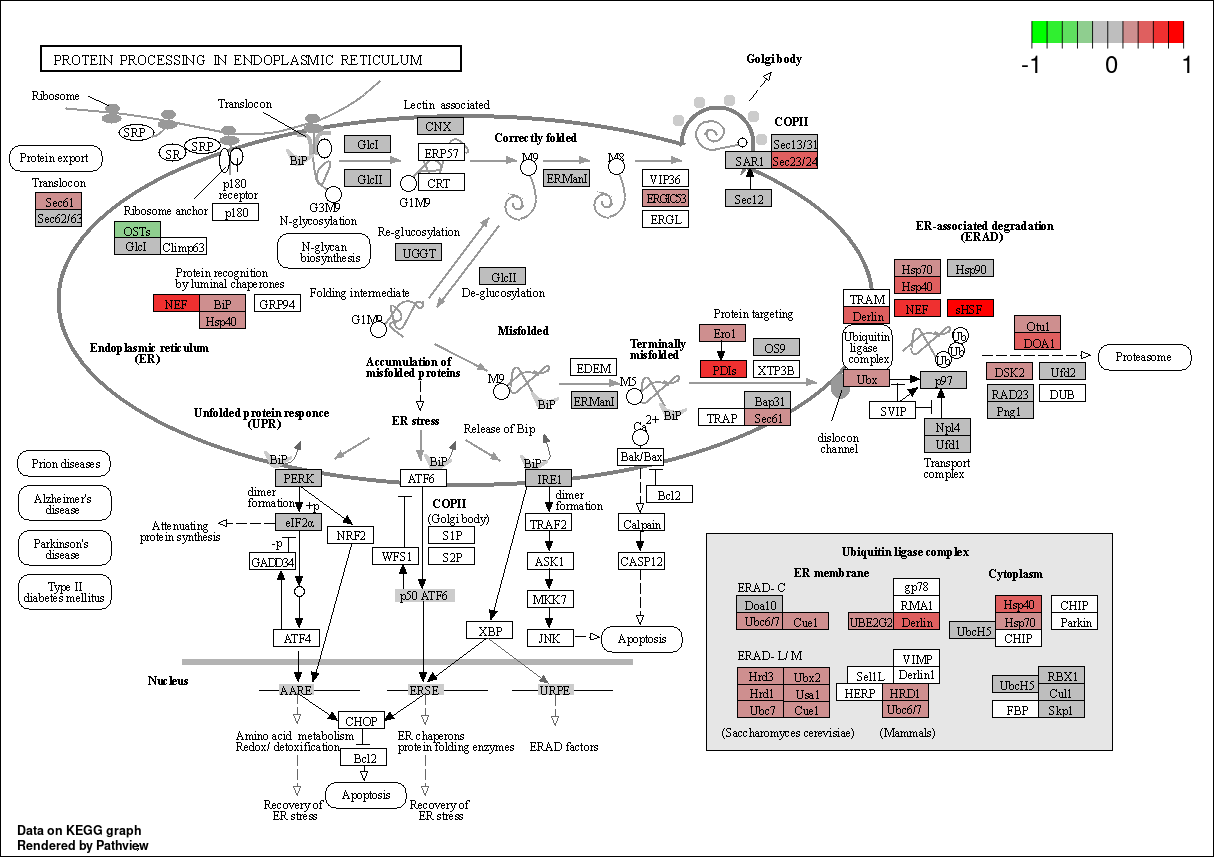 -1
0
1
PROTEIN PROCESSING IN ENDOPLASMIC RETICULUM
Golgi body
Ribosome
Translocon
Lectin associated
CNX
COPII
SRP
SRP
SR
Correctly folded
GlcI
ERP57
Sec13/31
Protein export
BiP
M9
M8
SAR1
Sec23/24
Translocon
Sec61
Sec62/63
p180
receptor
p180
GlcII
CRT
G1M9
ERManI
VIP36
ERGIC53
ERGL
Sec12
G3M9
N-glycosylation
Ribosome anchor
OSTs
GlcI
Climp63
N-glycan
biosynthesis
Re-glucosylation
UGGT
ER-associated degradation
(ERAD)
Protein recognition
by luminal chaperones
NEF
BiP
GRP94
Hsp40
GlcII
De-glucosylation
Folding intermediate
G1M9
Hsp70
Hsp90
Hsp40
TRAM
Derlin
NEF
sHSF
Endoplasmic reticulum
(ER)
Misfolded
Protein targeting
Ero1
OS9
PDIs
XTP3B
Ubiquitin
ligase
complex
Ub
Ub
Ub
Otu1
DOA1
Proteasome
Accumulation of
misfolded proteins
Terminally
misfolded
M9
EDEM
M5
BiP
ERManI
BiP
Ubx
p97
DSK2
Ufd2
RAD23
DUB
Png1
SVIP
Bap31
TRAP
Sec61
Npl4
Ufd1
Transport
complex
dislocon
channel
Unfolded protein responce
(UPR)
ER stress
Release of Bip
Ca2+
Bak/Bax
Prion diseases
BiP
PERK
BiP
ATF6
BiP
IRE1
Alzheimer's
disease
dimer
formation
+p
COPII
(Golgi body)
dimer
formation
Bcl2
Attenuating
protein synthesis
eIF2α
NRF2
S1P
TRAF2
Calpain
Parkinson's
disease
-p
GADD34
WFS1
S2P
ASK1
CASP12
Type II
diabetes mellitus
p50 ATF6
MKK7
ATF4
XBP
JNK
Apoptosis
Nucleus
AARE
ERSE
URPE
CHOP
Amino acid metabolism
Redox/ detoxification
Bcl2
ER chaperons
protein folding enzymes
ERAD factors
Apoptosis
Recovery of
ER stress
Recovery of
ER stress
Ubiquitin ligase complex
ER membrane
Cytoplasm
ERAD- C
Doa10
Ubc6/7
Cue1
gp78
RMA1
UBE2G2
Derlin
Hsp40
CHIP
Hsp70
Parkin
UbcH5
CHIP
ERAD- L/ M
Hrd3
Ubx2
Hrd1
Usa1
Ubc7
Cue1
VIMP
Sel1L
Derlin1
HERP
HRD1
Ubc6/7
RBX1
UbcH5
Cul1
FBP
Skp1
(Saccharomyces cerevisiae)
(Mammals)
Data on KEGG graph
Rendered by Pathview